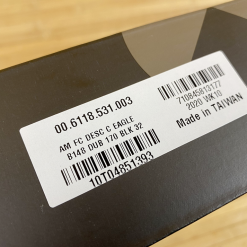 00.6118.531.003
AM FC DESC C EAGLE
B148 DUB 170 BLK 32
10T04851393
710845813177
2020 WK10
Made in TAIWAN